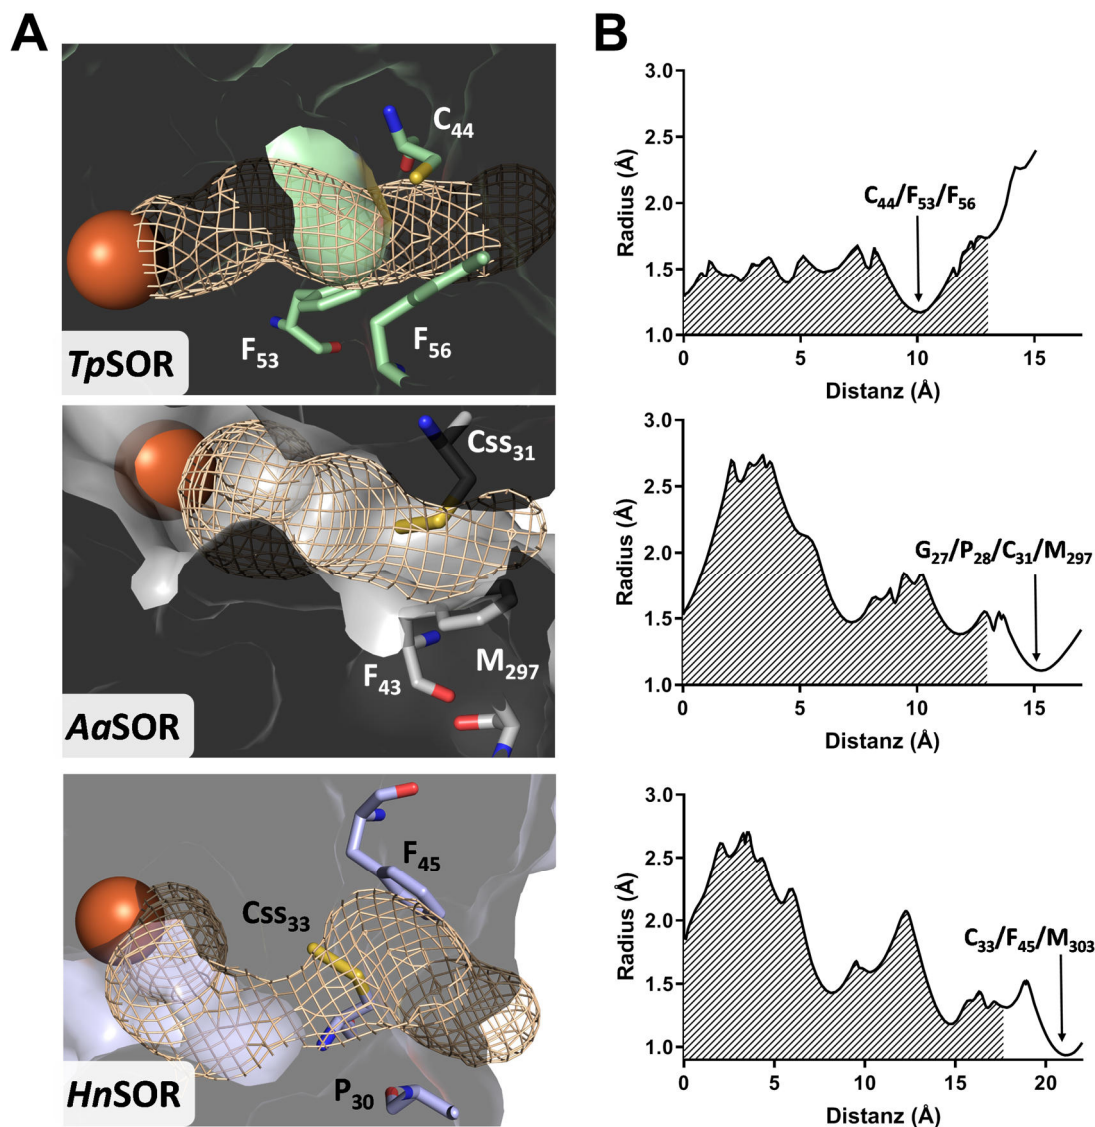 A
C44
F53
F56
TpSOR
Css31
F43
M297
AaSOR
F45
Css33
P30
HnSOR
B
3.0
2.5
2.0
1.5
1.0
Radius (Å)
C44/F53/F56
0 5 10 15
Distanz (Å)
3.0
2.5
2.0
1.5
1.0
Radius (Å)
G27/P28/C31/M297
0 5 10 15
Distanz (Å)
3.0
2.5
2.0
1.5
1.0
Radius (Å)
C33/F45/M303
0 5 10 15 20
Distanz (Å)